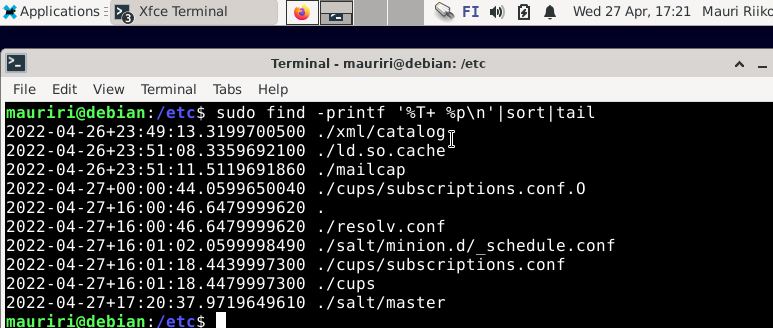 Applications
3
Xfce Terminal
FI
Wed 27 Apr, 17:21
Mauri Riiko
Terminal - mauriri@debian: /etc
File Edit View Terminal Tabs Help
mauriri@debian:/etc$ sudo find -printf '%T+ %p\n'|sort|tail
2022-04-26+23:49:13.3199700500 ./xml/catalog
2022-04-26+23:51:08.3359692100 ./ld.so.cache
2022-04-26+23:51:11.5119691860 ./mailcap
2022-04-27+00:00:44.0599650040 ./cups/subscriptions.conf.O
2022-04-27+16:00:46.6479999620 .
2022-04-27+16:00:46.6479999620 ./resolv.conf
2022-04-27+16:01:02.0599998490 ./salt/minion.d/_schedule.conf
2022-04-27+16:01:18.4439997300 ./cups/subscriptions.conf
2022-04-27+16:01:18.4479997300 ./cups
2022-04-27+17:20:37.9719649610 ./salt/master
mauriri@debian:/etc$